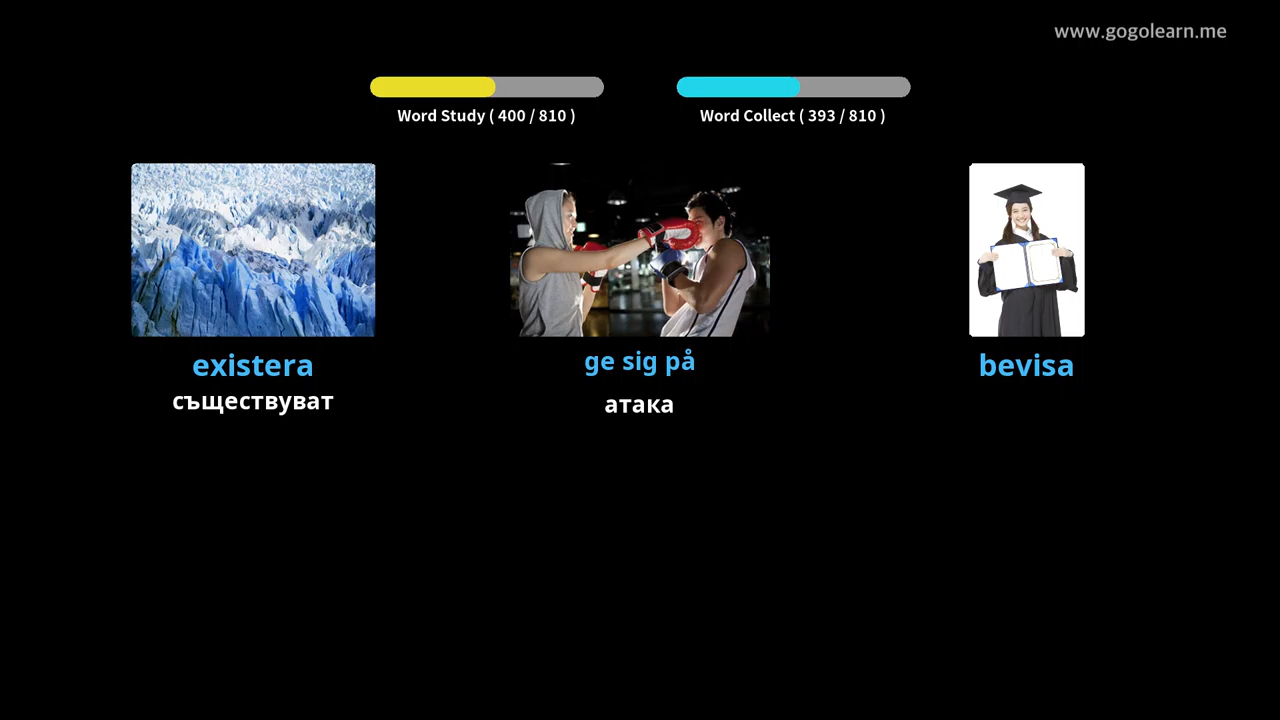 www.gogolearn.me
Word Study ( 400 / 810 )
Word Collect ( 393 / 810 )
existera
съществуват
ge sig på
атака
bevisa